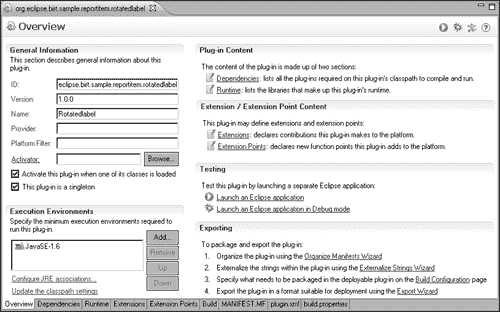 org.eclipse.birt.sample.reportitem.rotatedlabel
Overview
General Information
This section describes general information about this plug-in.
ID: eclipse.birt.sample.reportitem.rotatedlabel
Version: 1.0.0
Name: Rotatedlabel
Provider:
Platform Filter:
Activator:
Browse...
Activate this plug-in when one of its classes is loaded
This plug-in is a singleton
Execution Environments
Specify the minimum execution environments required to run this plug-in.
JavaSE-1.6
Add...
Remove
Up
Down
Configure JRE associations...
Update the classpath settings
Plug-in Content
The content of the plug-in is made up of two sections:
Dependencies: lists all the plug-ins required on this plug-in's classpath to compile and run.
Runtime: lists the libraries that make up this plug-in's runtime.
Extension / Extension Point Content
This plug-in may define extensions and extension points:
Extensions: declares contributions this plug-in makes to the platform.
Extension Points: declares new function points this plug-in adds to the platform.
Testing
Test this plug-in by launching a separate Eclipse application:
Launch an Eclipse application
Launch an Eclipse application in Debug mode
Exporting
To package and export the plug-in:
1. Organize the plug-in using the Organize Manifests Wizard
2. Externalize the strings within the plug-in using the Externalize Strings Wizard
3. Specify what needs to be packaged in the deployable plug-in on the Build Configuration page
4. Export the plug-in in a format suitable for deployment using the Export Wizard
Overview Dependencies Runtime Extensions Extension Points Build MANIFEST.MF plugin.xml build.properties